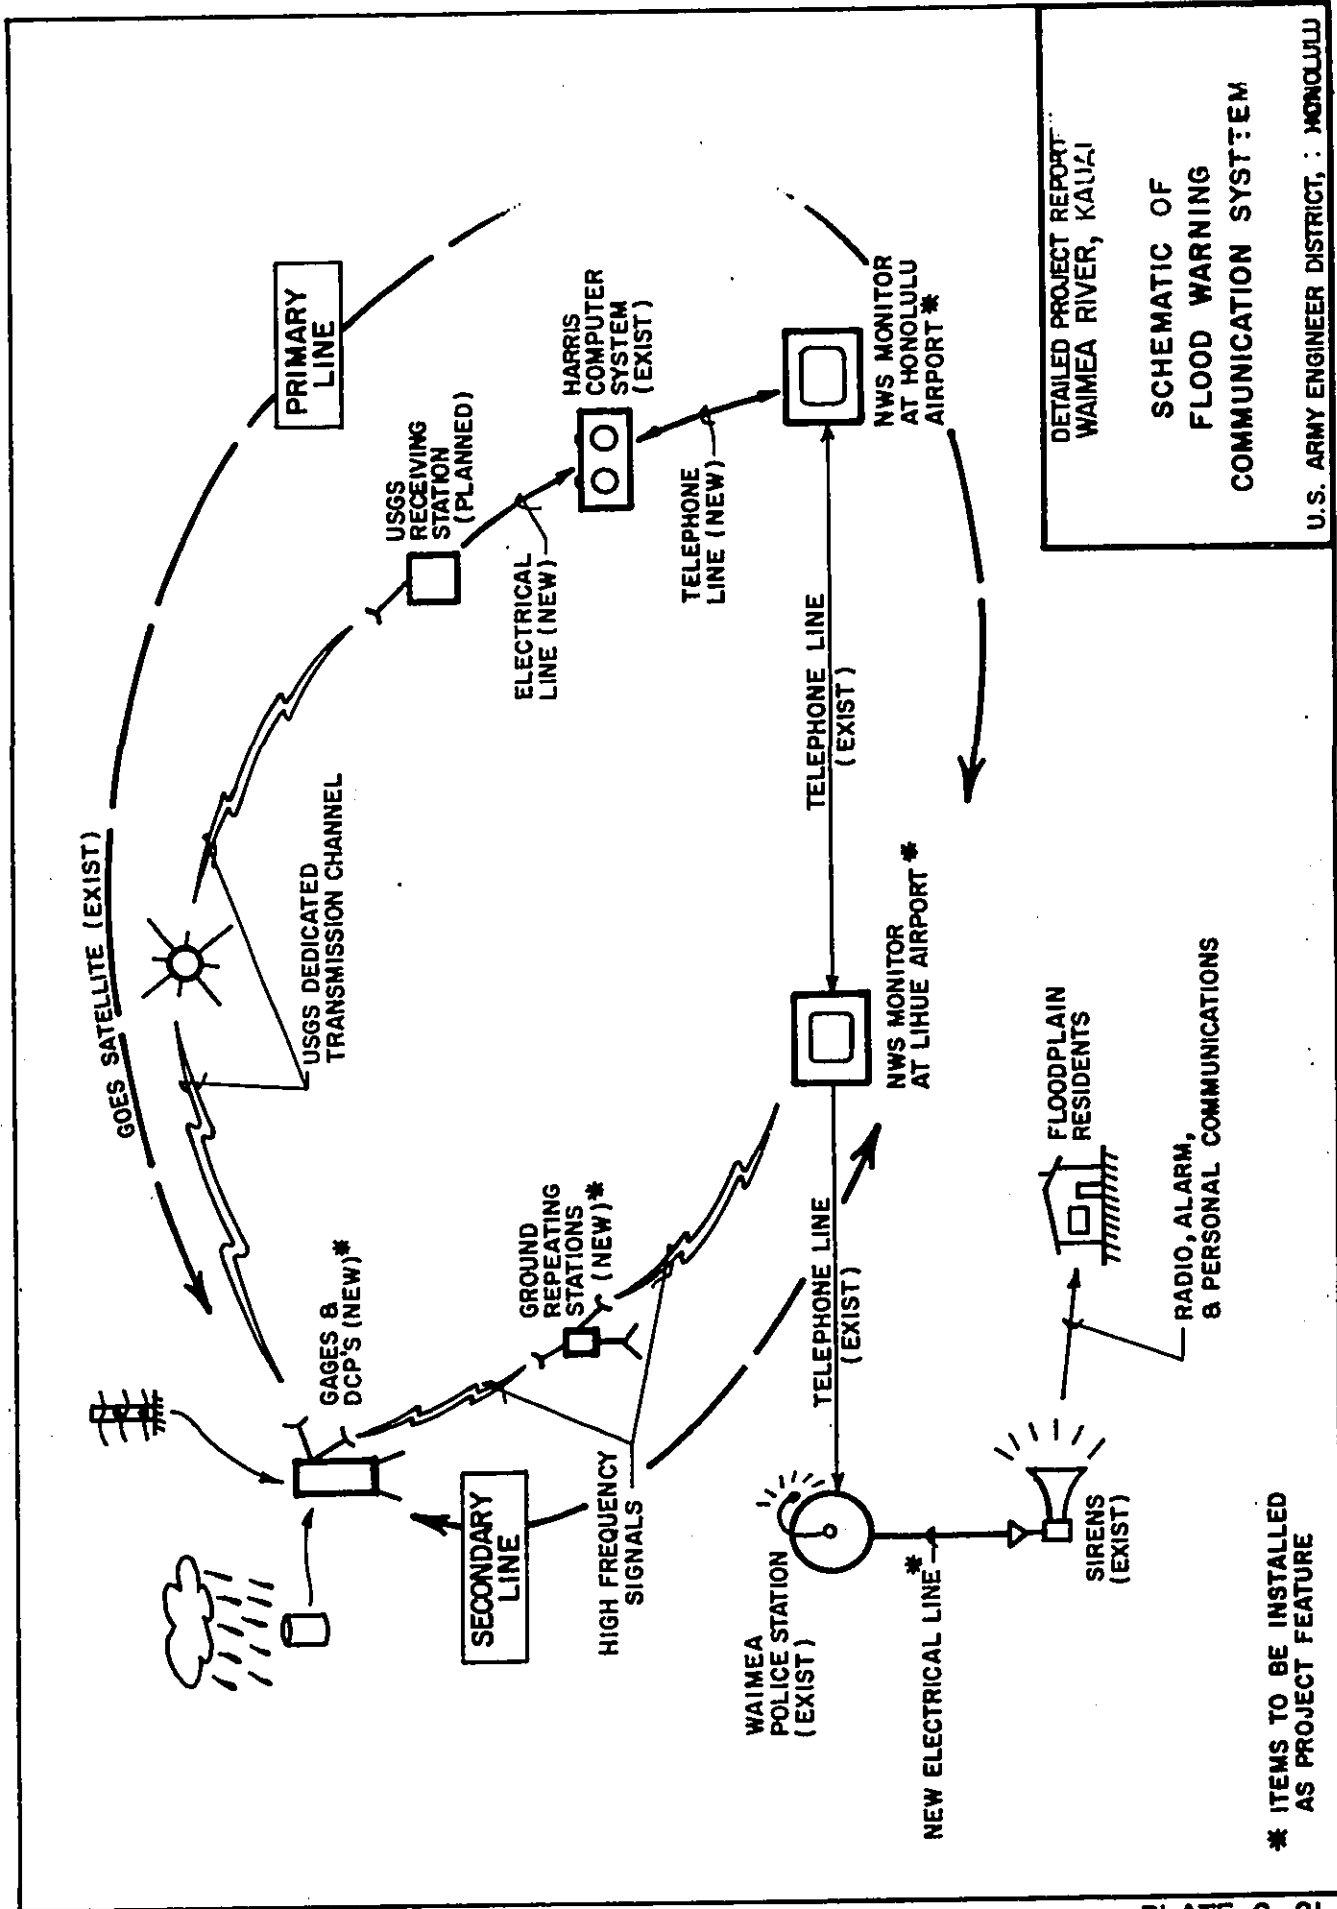 GOES SATELLITE (EXIST)
PRIMARY
LINE
USGS DEDICATED
TRANSMISSION CHANNEL
GAGES &
DCP'S (NEW)*
USGS
RECEIVING
STATION
(PLANNED)
ELECTRICAL
LINE (NEW)
HARRIS
COMPUTER
SYSTEM
(EXIST)
SECONDARY
LINE
GROUND
REPEATING
STATIONS
(NEW)*
HIGH FREQUENCY
SIGNALS
TELEPHONE
LINE (NEW)
WAIMEA
POLICE STATION
(EXIST)
TELEPHONE LINE
(EXIST)
NWS MONITOR
AT LIHUE AIRPORT*
TELEPHONE LINE
(EXIST)
NWS MONITOR
AT HONOLULU
AIRPORT*
NEW ELECTRICAL LINE*
SIRENS
(EXIST)
FLOODPLAIN
RESIDENTS
RADIO, ALARM,
& PERSONAL COMMUNICATIONS
* ITEMS TO BE INSTALLED
AS PROJECT FEATURE
DETAILED PROJECT REPORT
WAIMEA RIVER, KAUAI
SCHEMATIC OF
FLOOD WARNING
COMMUNICATION SYSTEM
U.S. ARMY ENGINEER DISTRICT, : HONOLULU